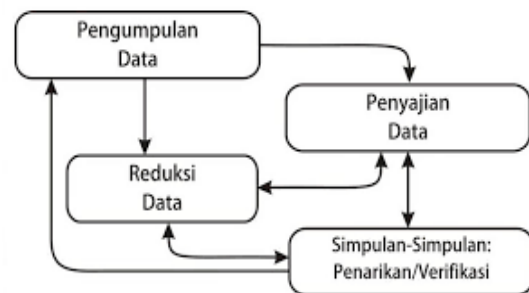 Pengumpulan
Data
Penyajian
Data
Reduksi
Data
Simpulan-Simpulan:
Penarikan/Verifikasi